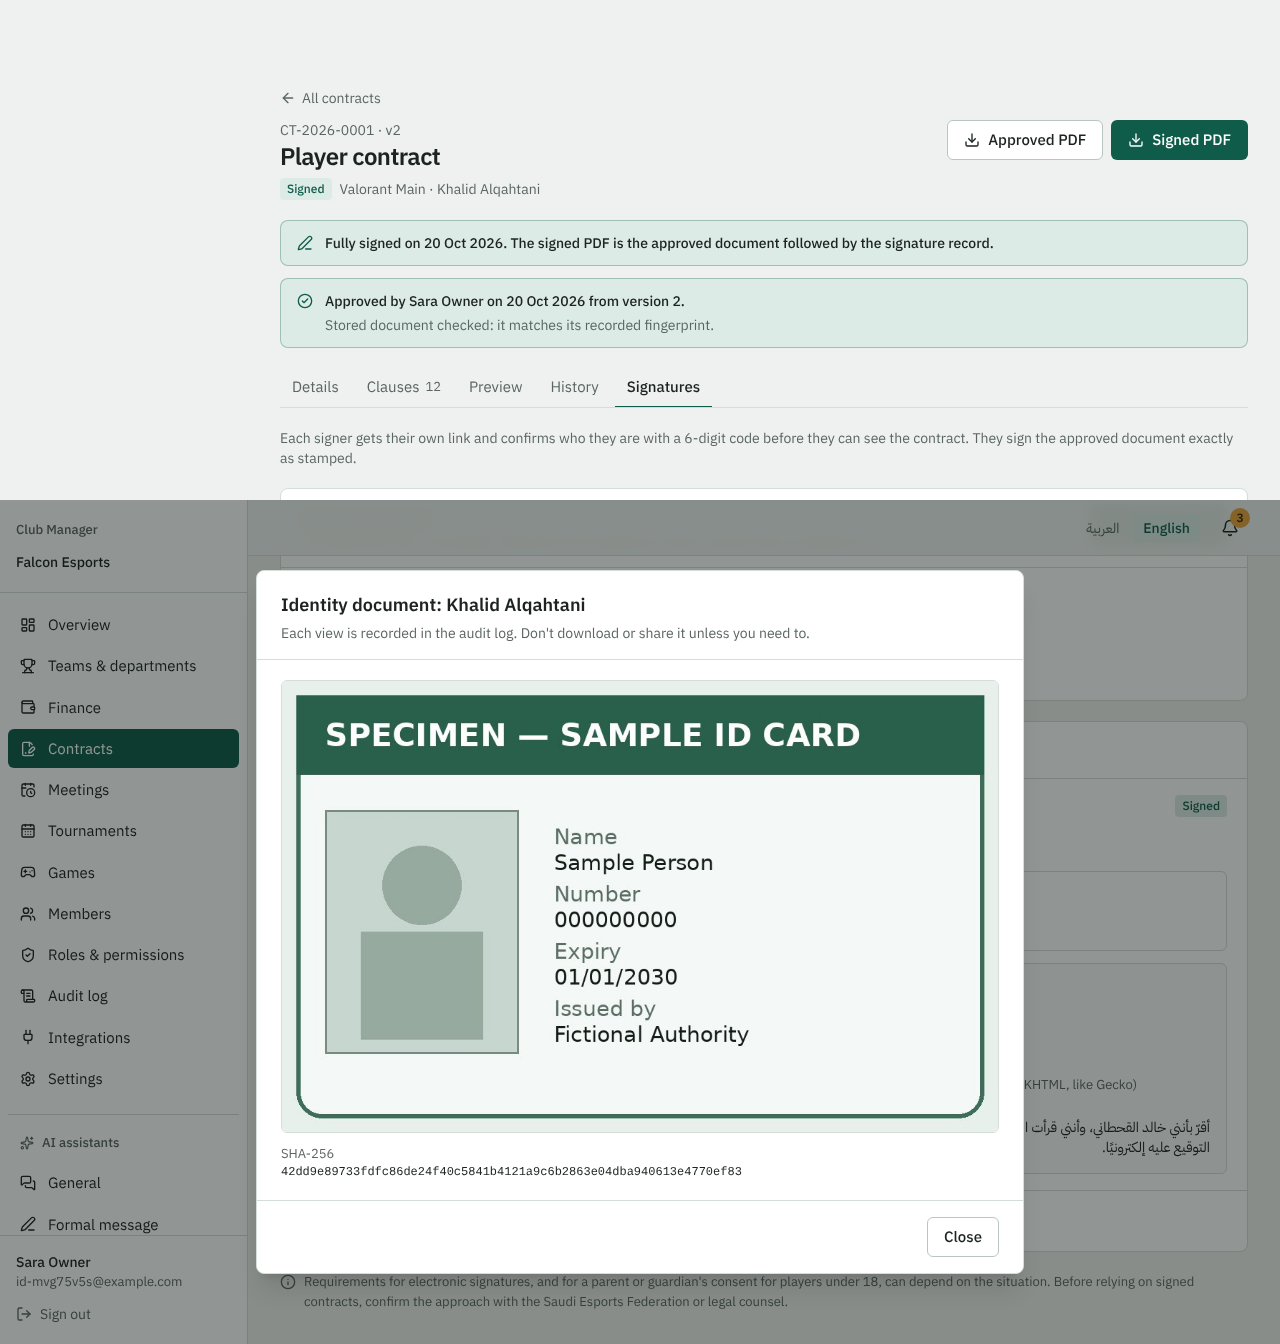 All contracts
CT-2026-0001 · v2
Player contract
Approved PDF
Signed PDF
Signed
Valorant Main · Khalid Alqahtani
Fully signed on 20 Oct 2026. The signed PDF is the approved document followed by the signature record.
Approved by Sara Owner on 20 Oct 2026 from version 2.
Stored document checked: it matches its recorded fingerprint.
Details
Clauses 12
Preview
History
Signatures
Each signer gets their own link and confirms who they are with a 6-digit code before they can see the contract. They sign the approved document exactly
as stamped.
Club Manager
Falcon Esports
العربية
English
3
Overview
Teams & departments
Finance
Contracts
Meetings
Tournaments
Games
Members
Roles & permissions
Audit log
Integrations
Settings
AI assistants
General
Formal message
Sara Owner
id-mvg75v5s@example.com
Sign out
Identity document: Khalid Alqahtani
Each view is recorded in the audit log. Don't download or share it unless you need to.
SPECIMEN — SAMPLE ID CARD
Name
Sample Person
Number
000000000
Expiry
01/01/2030
Issued by
Fictional Authority
SHA-256
42dd9e89733fdfc86de24f40c5841b4121a9c6b2863e04dba940613e4770ef83
Close
Signed
KHTML, like Gecko)
أقرّ بأنني خالد القحطاني، وأنني قرأت
التوقيع عليه إلكترونيًا.
Requirements for electronic signatures, and for a parent or guardian's consent for players under 18, can depend on the situation. Before relying on signed
contracts, confirm the approach with the Saudi Esports Federation or legal counsel.